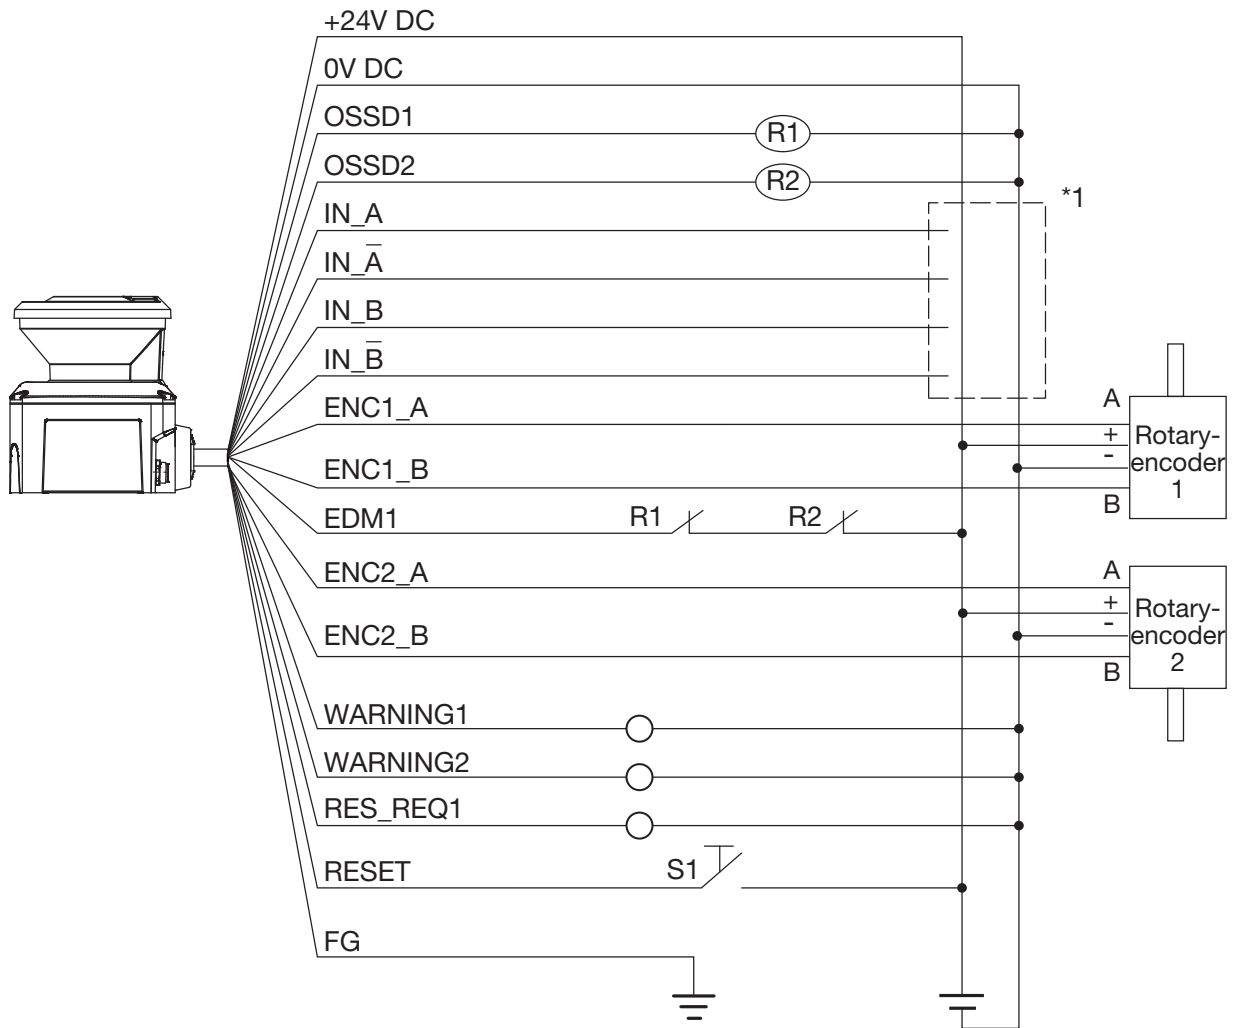 +24V DC
0V DC
OSSD1
R1
OSSD2
R2
*1
IN_A
IN_A̅
IN_B
IN_B̅
ENC1_A
A
+
Rotary-
-
encoder
1
ENC1_B
B
EDM1
R1
R2
ENC2_A
A
+
Rotary-
-
encoder
2
ENC2_B
B
WARNING1
WARNING2
RES_REQ1
RESET
S1
FG